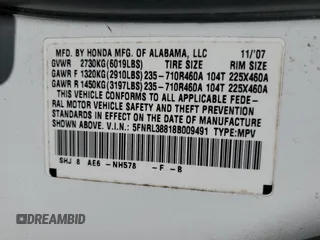 MFD. BY HONDA MFG. OF ALABAMA, LLC 11/'07
GVWR 2730KG(6019LBS) TIRE SIZE RIM SIZE
GAWR F 1320KG(2910LBS) 235-710R460A 104T 225X460A
GAWR R 1450KG(3197LBS) 235-710R460A 104T 225X460A
THIS VEHICLE CONFORMS TO ALL APPLICABLE FEDE-
RAL MOTOR VEHICLE SAFETY AND THEFT PREVENTION
STANDARDS IN EFFECT ON THE DATE OF MANUFACTURE
SHOWN ABOVE. V.I.N.: 5FNRL38818B009491 TYPE:MPV
SHJ 8 AE6 -NH578 -F -B
DREAMBID